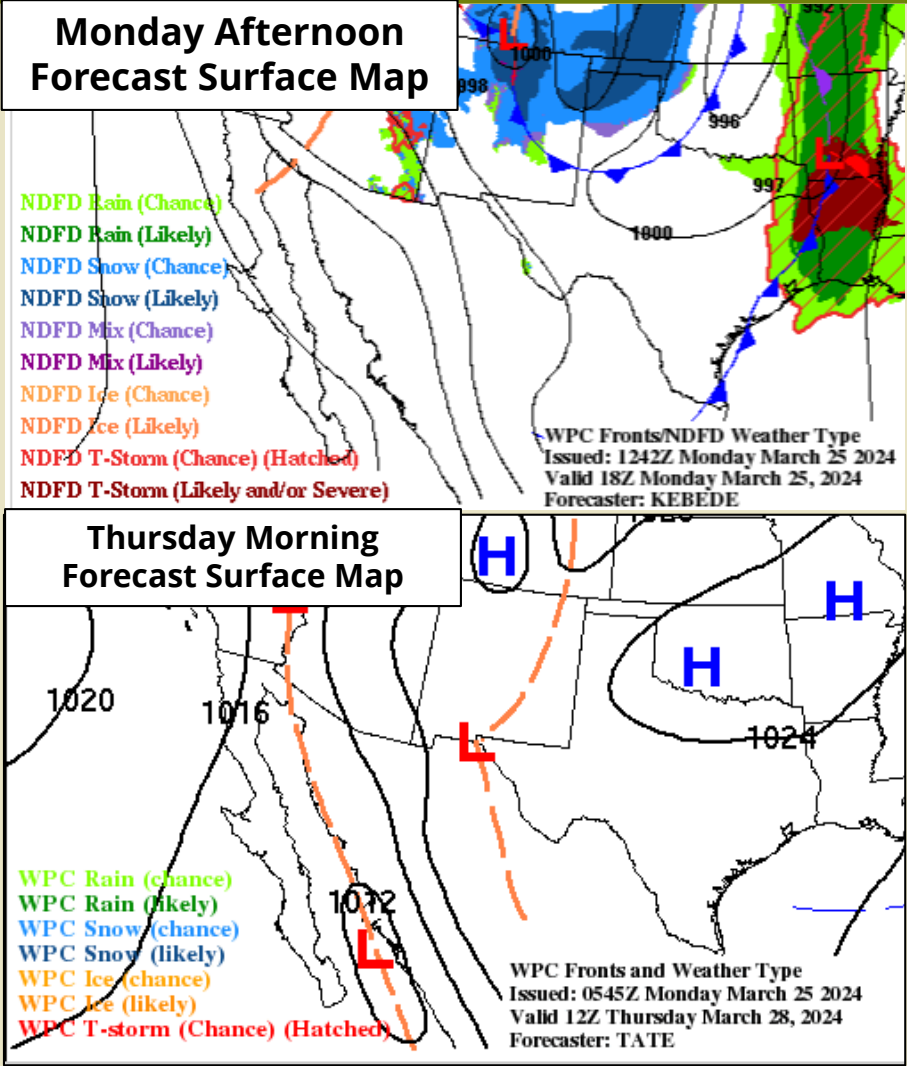 Monday Afternoon
Forecast Surface Map
L
1000
992
998
996
L
997
1000
NDFD Rain (Chance)
NDFD Rain (Likely)
NDFD Snow (Chance)
NDFD Snow (Likely)
NDFD Mix (Chance)
NDFD Mix (Likely)
NDFD Ice (Chance)
NDFD Ice (Likely)
NDFD T-Storm (Chance) (Hatched)
NDFD T-Storm (Likely and/or Severe)
WPC Fronts/NDFD Weather Type
Issued: 1242Z Monday March 25 2024
Valid 18Z Monday March 25, 2024
Forecaster: KEBEDE
Thursday Morning
Forecast Surface Map
H
H
H
L
1020
1016
L
1024
1012
L
WPC Rain (chance)
WPC Rain (likely)
WPC Snow (chance)
WPC Snow (likely)
WPC Ice (chance)
WPC Ice (likely)
WPC T-storm (Chance) (Hatched)
WPC Fronts and Weather Type
Issued: 0545Z Monday March 25 2024
Valid 12Z Thursday March 28, 2024
Forecaster: TATE